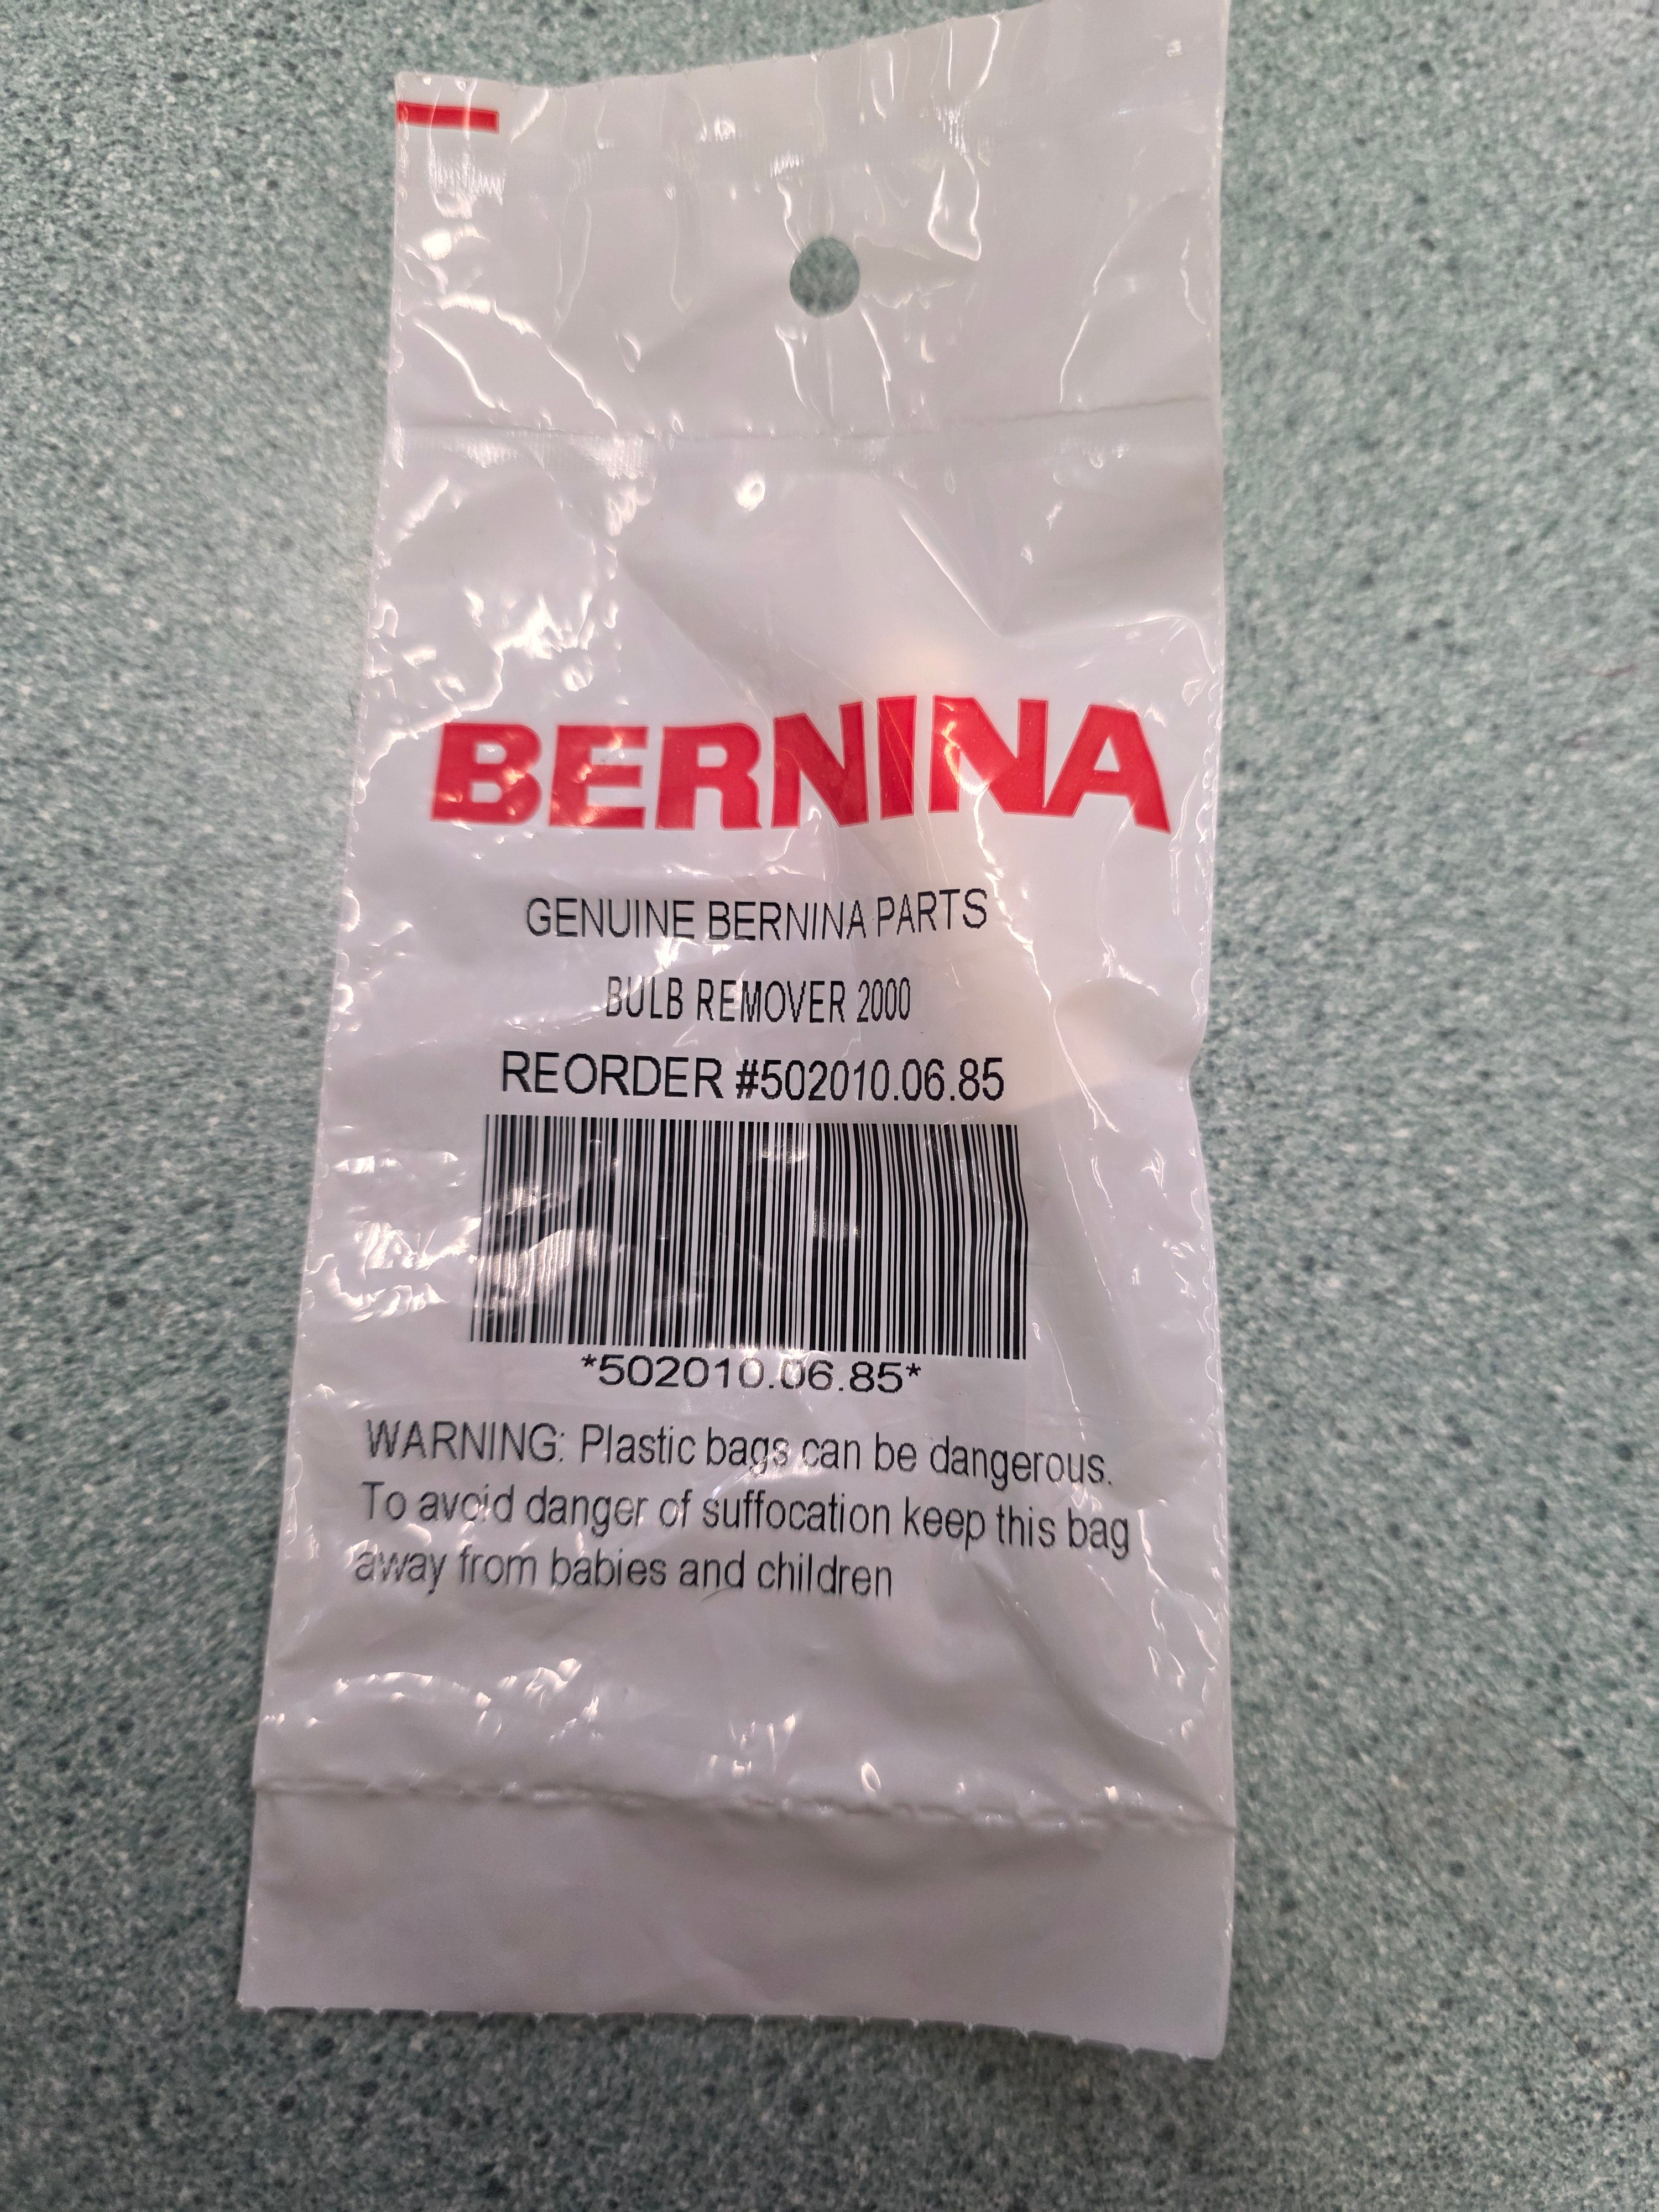 BERNINA
GENUINE BERNINA PARTS
BULB REMOVER 2000
REORDER #502010.06.85
*502010.06.85*
WARNING: Plastic bags can be dangerous.
To avoid danger of suffocation keep this bag
away from babies and children